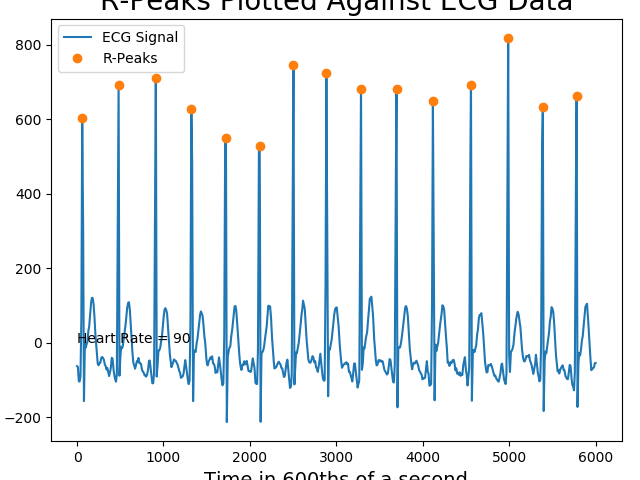 R-Peaks Plotted Against ECG Data
ECG Signal
R-Peaks
800
600
400
200
0
−200
Heart Rate = 90
0 1000 2000 3000 4000 5000 6000
Time in 600ths of a second